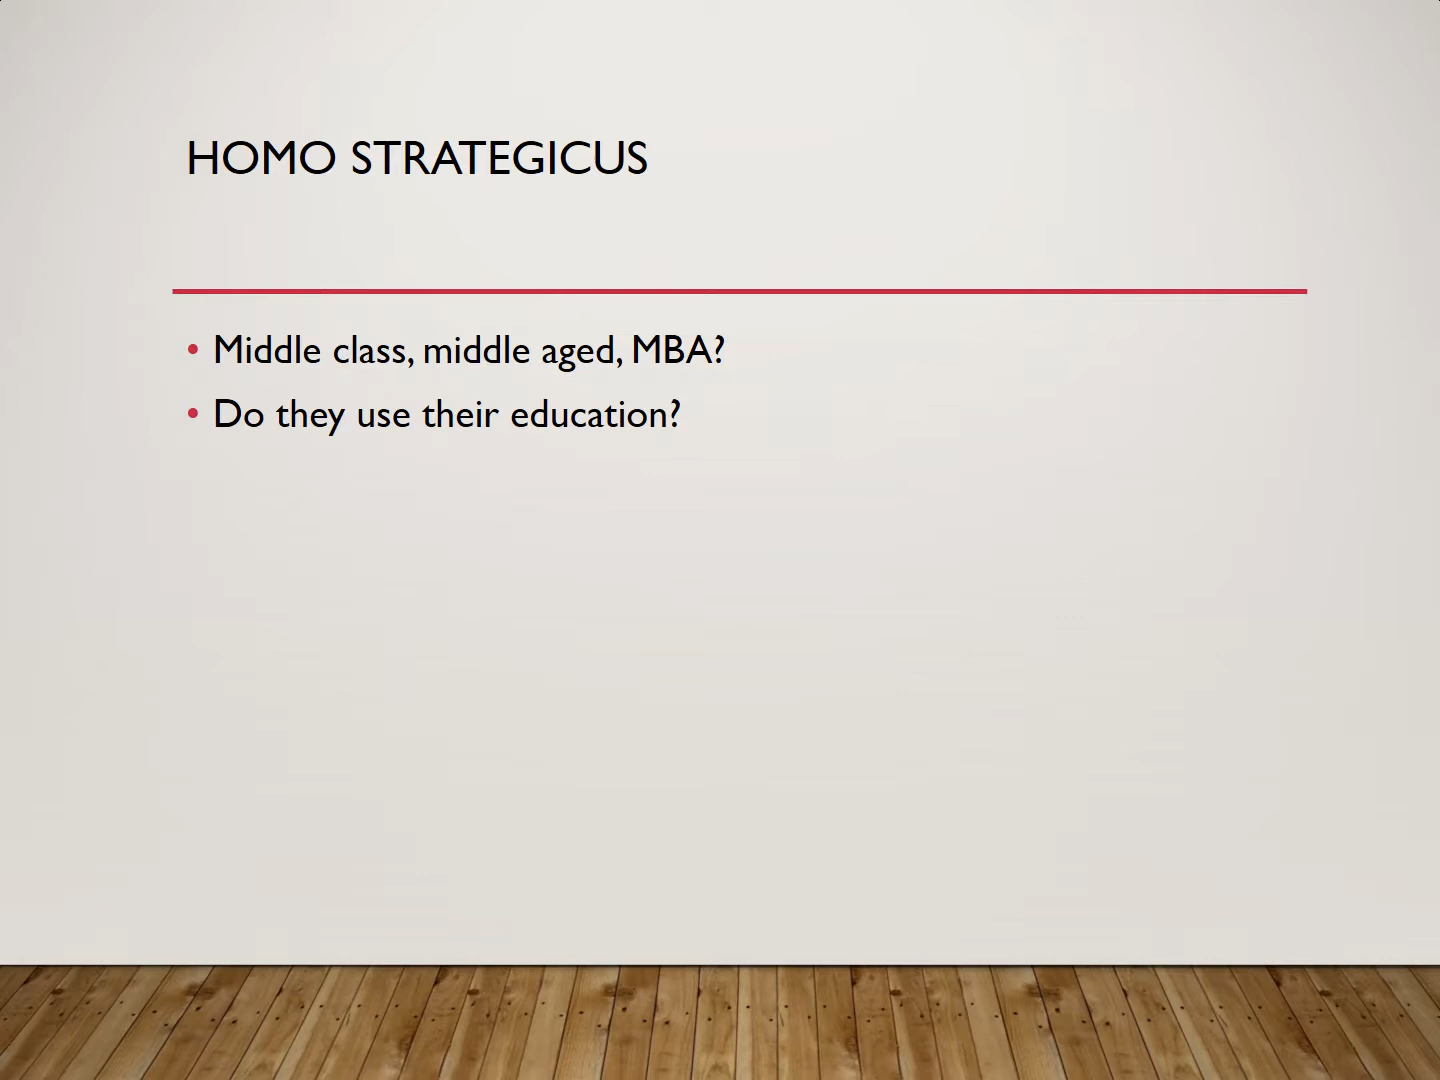 HOMO STRATEGICUS
• Middle class, middle aged, MBA?
• Do they use their education?